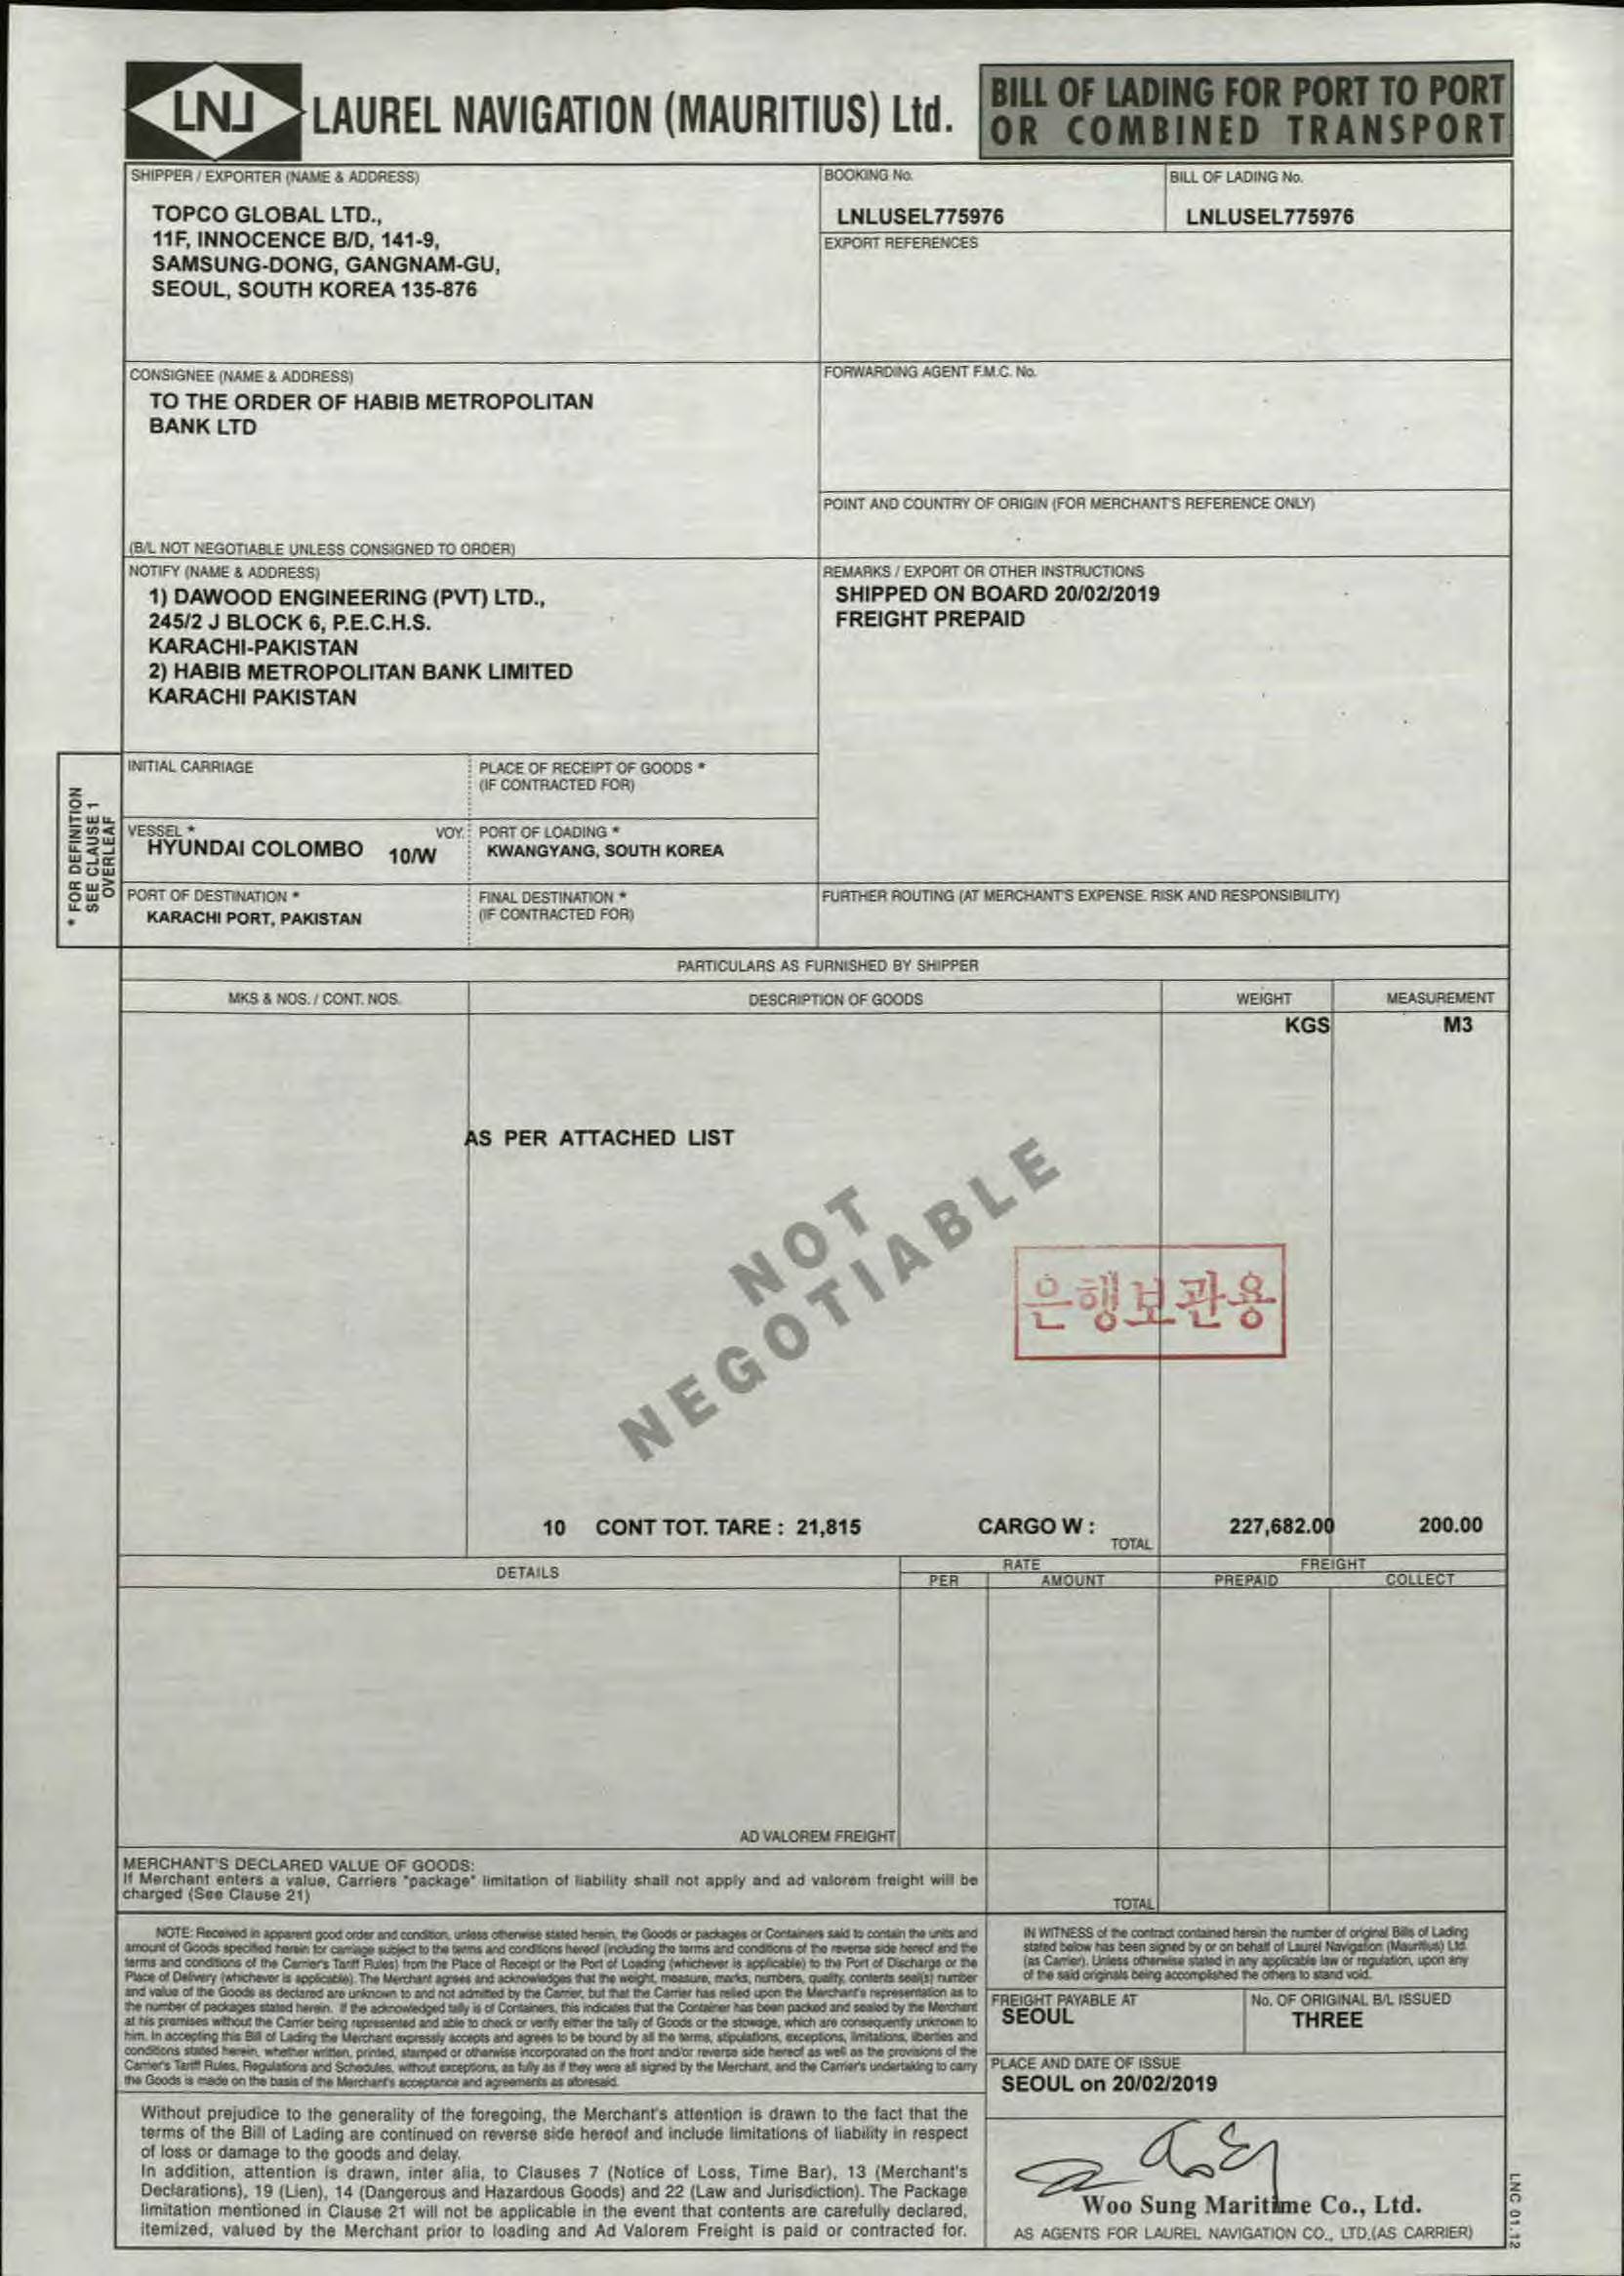 LNL LAUREL NAVIGATION (MAURITIUS) Ltd.
BILL OF LADING FOR PORT TO PORT
OR COMBINED TRANSPORT
SHIPPER / EXPORTER (NAME & ADDRESS)
TOPCO GLOBAL LTD.,
11F, INNOCENCE B/D, 141-9,
SAMSUNG-DONG, GANGNAM-GU,
SEOUL, SOUTH KOREA 135-876
BOOKING No.
LNLUSEL775976
BILL OF LADING No.
LNLUSEL775976
EXPORT REFERENCES
CONSIGNEE (NAME & ADDRESS)
TO THE ORDER OF HABIB METROPOLITAN
BANK LTD
(B/L NOT NEGOTIABLE UNLESS CONSIGNED TO ORDER)
FORWARDING AGENT F.M.C. No.
POINT AND COUNTRY OF ORIGIN (FOR MERCHANT'S REFERENCE ONLY)
NOTIFY (NAME & ADDRESS)
1) DAWOOD ENGINEERING (PVT) LTD.,
245/2 J BLOCK 6, P.E.C.H.S.
KARACHI-PAKISTAN
2) HABIB METROPOLITAN BANK LIMITED
KARACHI PAKISTAN
REMARKS / EXPORT OR OTHER INSTRUCTIONS
SHIPPED ON BOARD 20/02/2019
FREIGHT PREPAID
* FOR DEFINITION
SEE CLAUSE 1
OVERLEAF
INITIAL CARRIAGE
PLACE OF RECEIPT OF GOODS *
(IF CONTRACTED FOR)
VESSEL * VOY.
HYUNDAI COLOMBO 10/W
PORT OF LOADING *
KWANGYANG, SOUTH KOREA
PORT OF DESTINATION *
KARACHI PORT, PAKISTAN
FINAL DESTINATION *
(IF CONTRACTED FOR)
FURTHER ROUTING (AT MERCHANT'S EXPENSE. RISK AND RESPONSIBILITY)
PARTICULARS AS FURNISHED BY SHIPPER
MKS & NOS. / CONT. NOS. DESCRIPTION OF GOODS WEIGHT MEASUREMENT
KGS M3
AS PER ATTACHED LIST
NOT
NEGOTIABLE
은행보관용
10 CONT TOT. TARE : 21,815 CARGO W : 227,682.00 200.00
TOTAL
DETAILS RATE FREIGHT
PER AMOUNT PREPAID COLLECT
AD VALOREM FREIGHT
MERCHANT'S DECLARED VALUE OF GOODS:
If Merchant enters a value, Carriers "package" limitation of liability shall not apply and ad valorem freight will be
charged (See Clause 21)
TOTAL
NOTE: Received in apparent good order and condition, unless otherwise stated herein, the Goods or packages or Containers said to contain the units and
amount of Goods specified herein for carriage subject to the terms and conditions hereof (including the terms and conditions of the reverse side hereof and the
terms and conditions of the Carrier's Tariff Rules) from the Place of Receipt or the Port of Loading (whichever is applicable) to the Port of Discharge or the
Place of Delivery (whichever is applicable). The Merchant agrees and acknowledges that the weight, measure, marks, numbers, quality, contents seal(s) number
and value of the Goods as declared are unknown to and not admitted by the Carrier, but that the Carrier has relied upon the Merchant's representation as to
the number of packages stated herein. If the acknowledged tally is of Containers, this indicates that the Container has been packed and sealed by the Merchant
at his premises without the Carrier being represented and able to check or verify either the tally of Goods or the stowage, which are consequently unknown to
him. In accepting this Bill of Lading the Merchant expressly accepts and agrees to be bound by all the terms, stipulations, exceptions, limitations, liberties and
conditions stated herein, whether written, printed, stamped or otherwise incorporated on the front and/or reverse side hereof as well as the provisions of the
Carrier's Tariff Rules, Regulations and Schedules, without exceptions, as fully as if they were all signed by the Merchant, and the Carrier's undertaking to carry
the Goods is made on the basis of the Merchant's acceptance and agreements as aforesaid.
IN WITNESS of the contract contained herein the number of original Bills of Lading
stated below has been signed by or on behalf of Laurel Navigation (Mauritius) Ltd.
(as Carrier). Unless otherwise stated in any applicable law or regulation, upon any
of the said originals being accomplished the others to stand void.
FREIGHT PAYABLE AT
SEOUL
No. OF ORIGINAL B/L ISSUED
THREE
PLACE AND DATE OF ISSUE
SEOUL on 20/02/2019
Without prejudice to the generality of the foregoing, the Merchant's attention is drawn to the fact that the
terms of the Bill of Lading are continued on reverse side hereof and include limitations of liability in respect
of loss or damage to the goods and delay.
In addition, attention is drawn, inter alia, to Clauses 7 (Notice of Loss, Time Bar), 13 (Merchant's
Declarations), 19 (Lien), 14 (Dangerous and Hazardous Goods) and 22 (Law and Jurisdiction). The Package
limitation mentioned in Clause 21 will not be applicable in the event that contents are carefully declared,
itemized, valued by the Merchant prior to loading and Ad Valorem Freight is paid or contracted for.
Woo Sung Maritime Co., Ltd.
AS AGENTS FOR LAUREL NAVIGATION CO., LTD.(AS CARRIER)
LNC 01.12